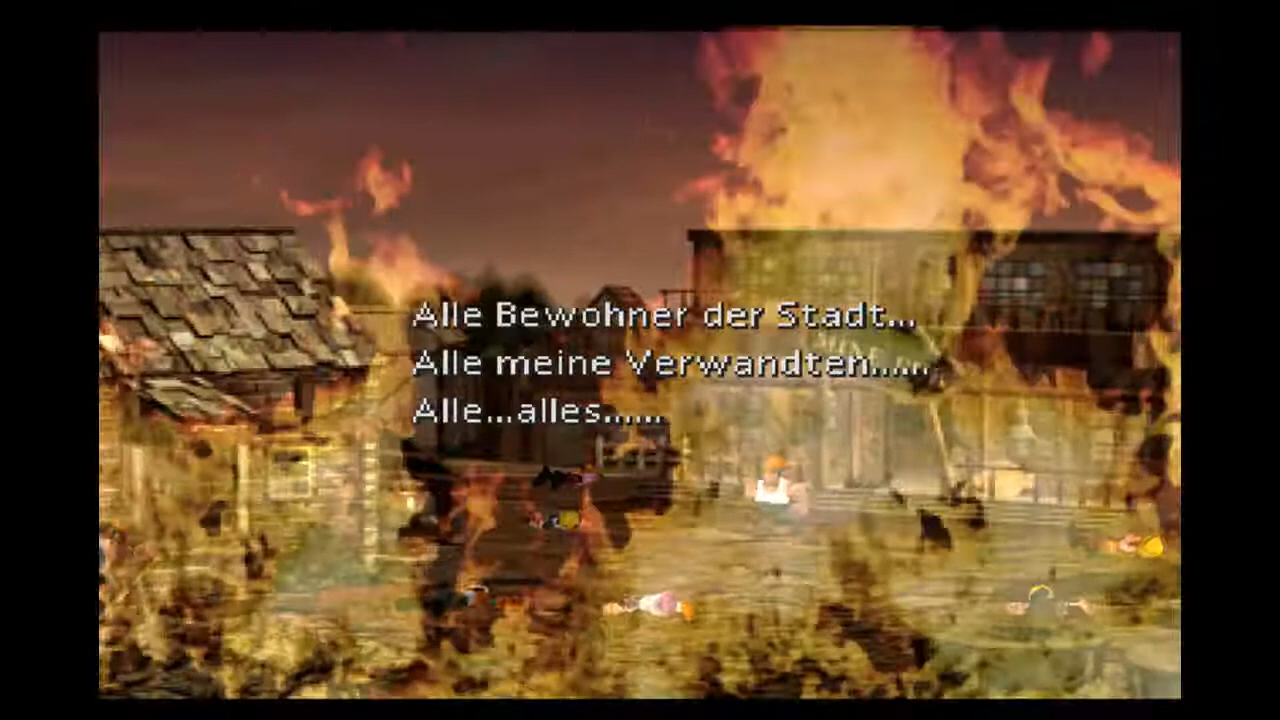 Alle Bewohner der Stadt...
Alle meine Verwandten......
Alle...alles......